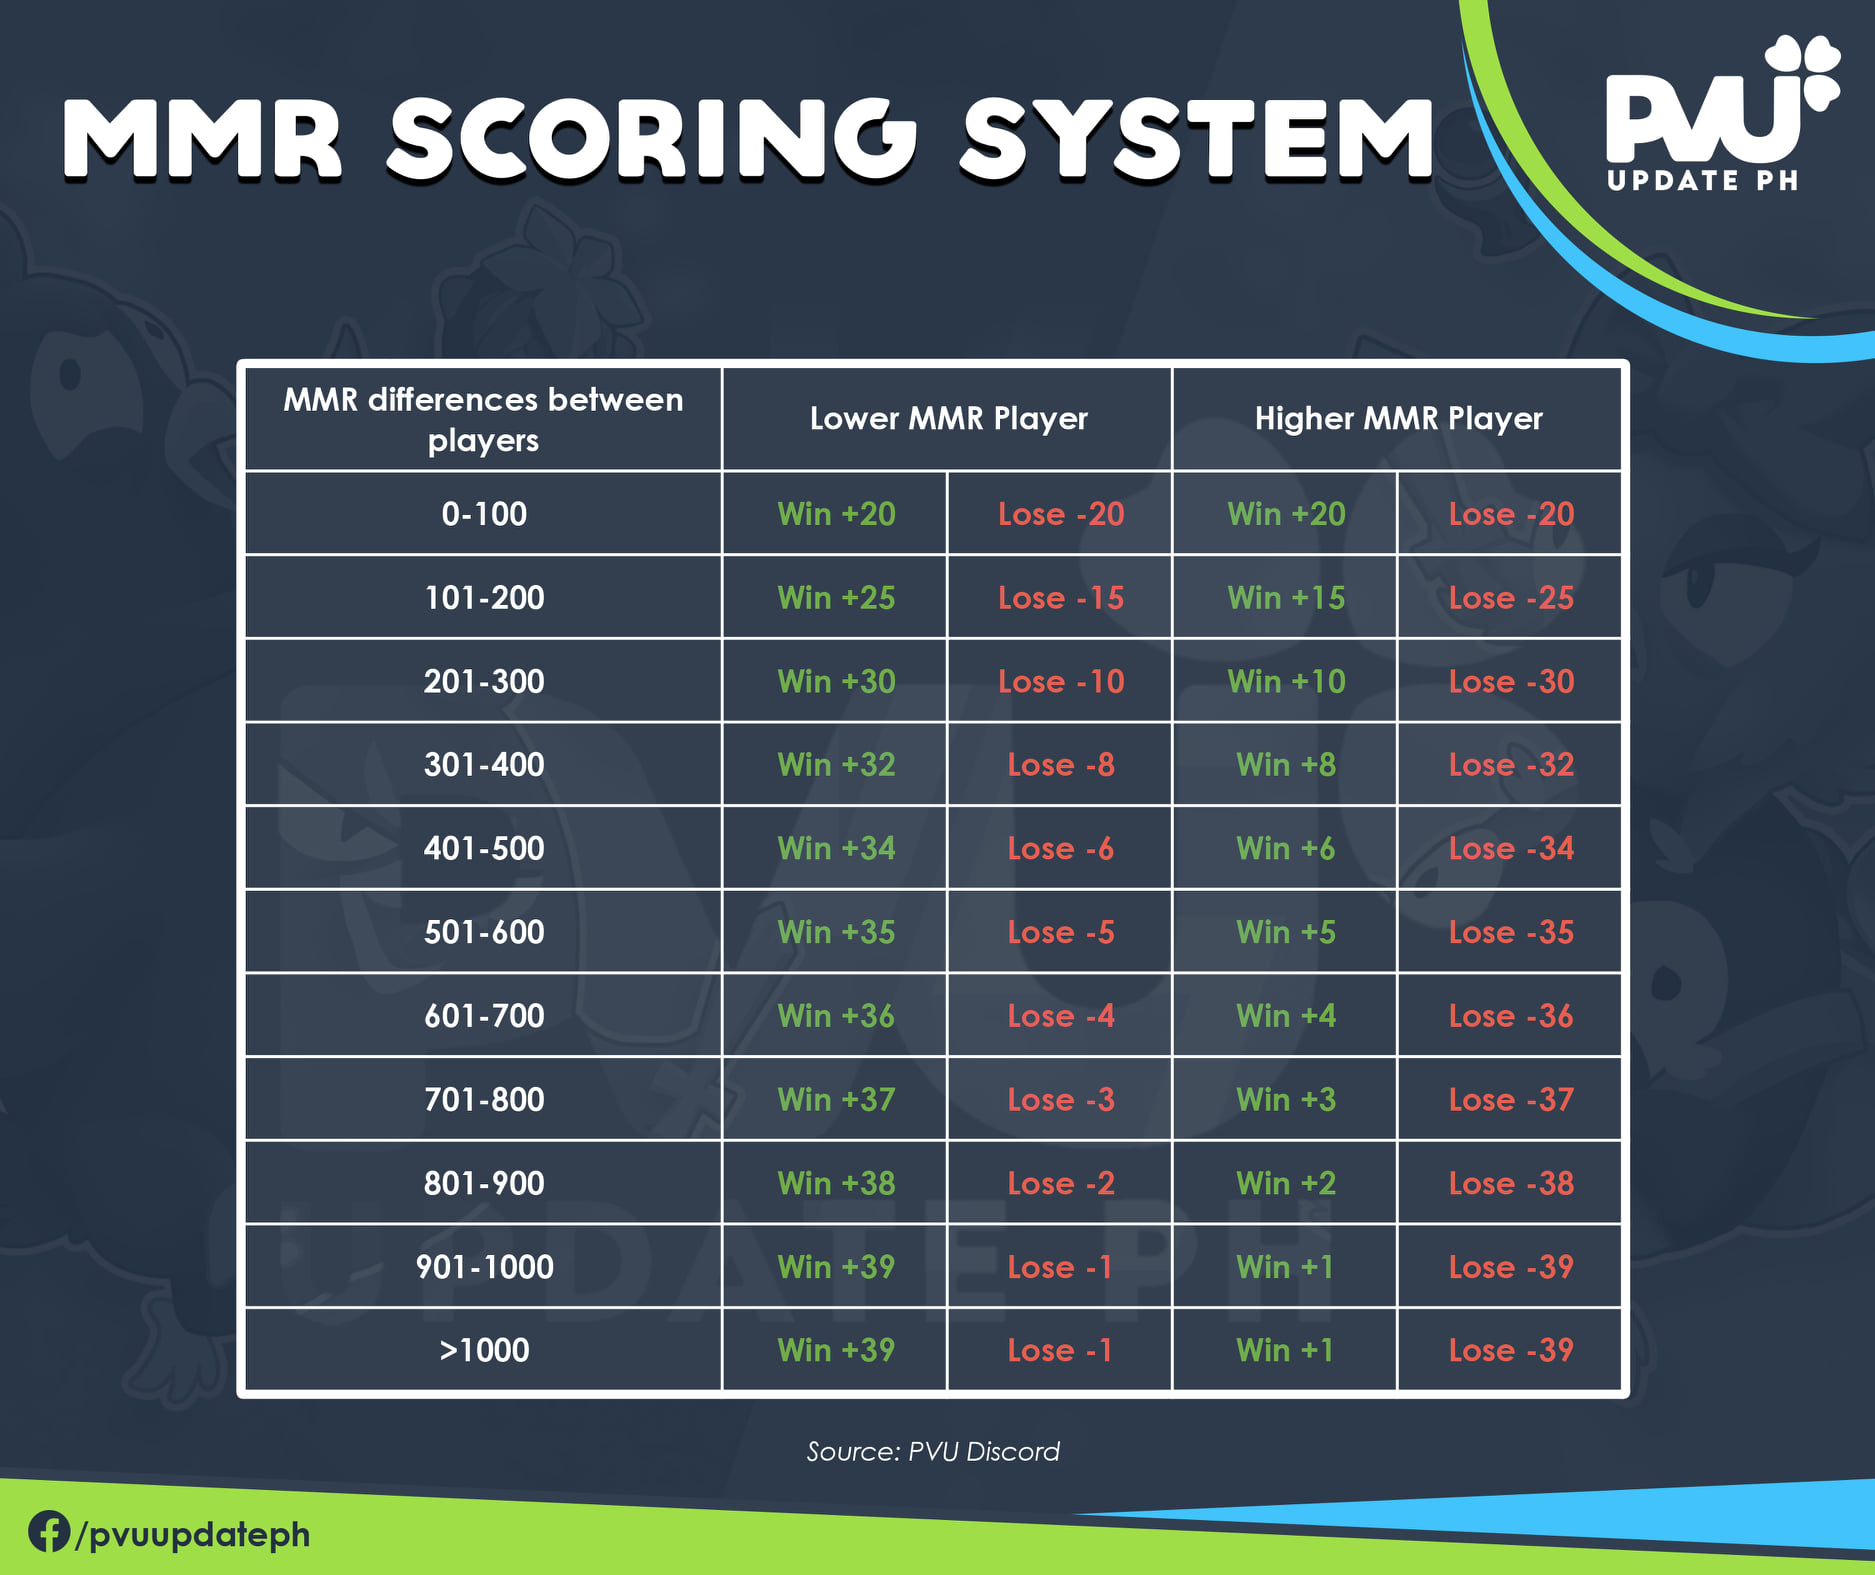 MMR SCORING SYSTEM
PVU
UPDATE PH
MMR differences between
players
Lower MMR Player
Higher MMR Player
0-100 Win +20 Lose -20 Win +20 Lose -20
101-200 Win +25 Lose -15 Win +15 Lose -25
201-300 Win +30 Lose -10 Win +10 Lose -30
301-400 Win +32 Lose -8 Win +8 Lose -32
401-500 Win +34 Lose -6 Win +6 Lose -34
501-600 Win +35 Lose -5 Win +5 Lose -35
601-700 Win +36 Lose -4 Win +4 Lose -36
701-800 Win +37 Lose -3 Win +3 Lose -37
801-900 Win +38 Lose -2 Win +2 Lose -38
901-1000 Win +39 Lose -1 Win +1 Lose -39
>1000 Win +39 Lose -1 Win +1 Lose -39
PVU
UPDATE PH
Source: PVU Discord
/pvuupdateph